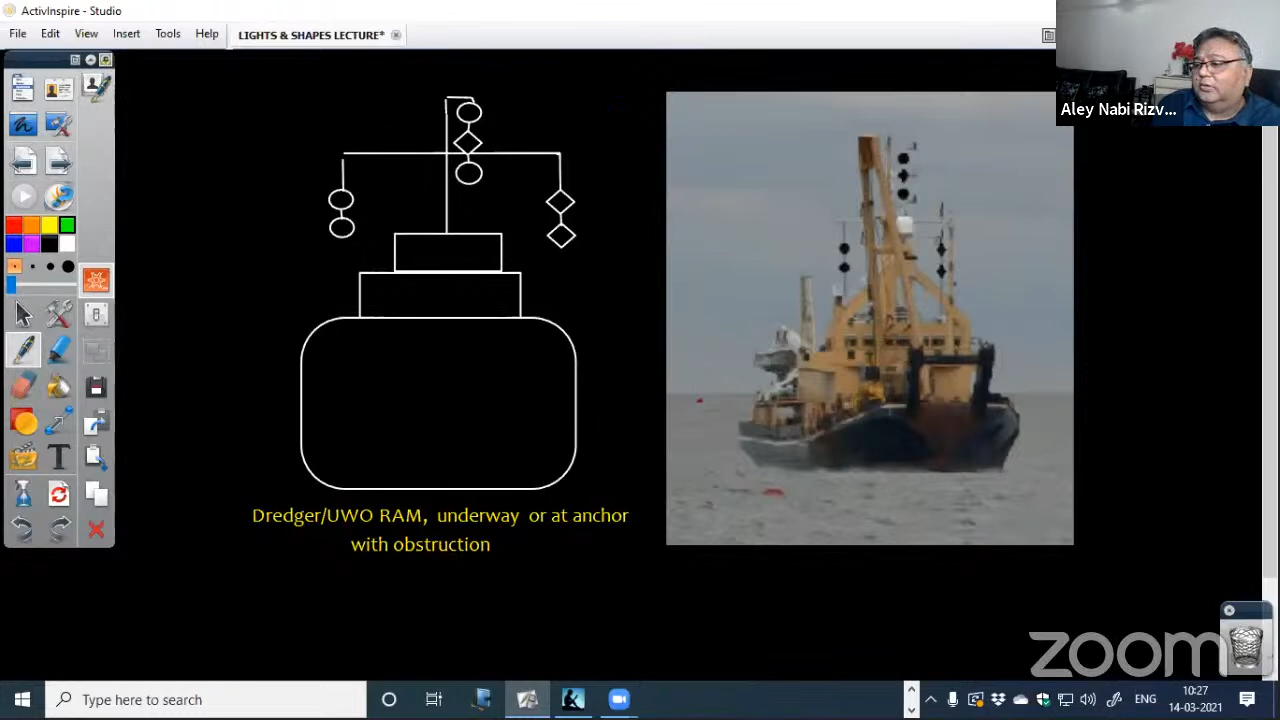 ActivInspire - Studio
File Edit View Insert Tools Help
LIGHTS & SHAPES LECTURE*
Aley Nabi Rizv...
Dredger/UWO RAM, underway or at anchor
with obstruction
zoom
Type here to search
ENG
10:27
14-03-2021